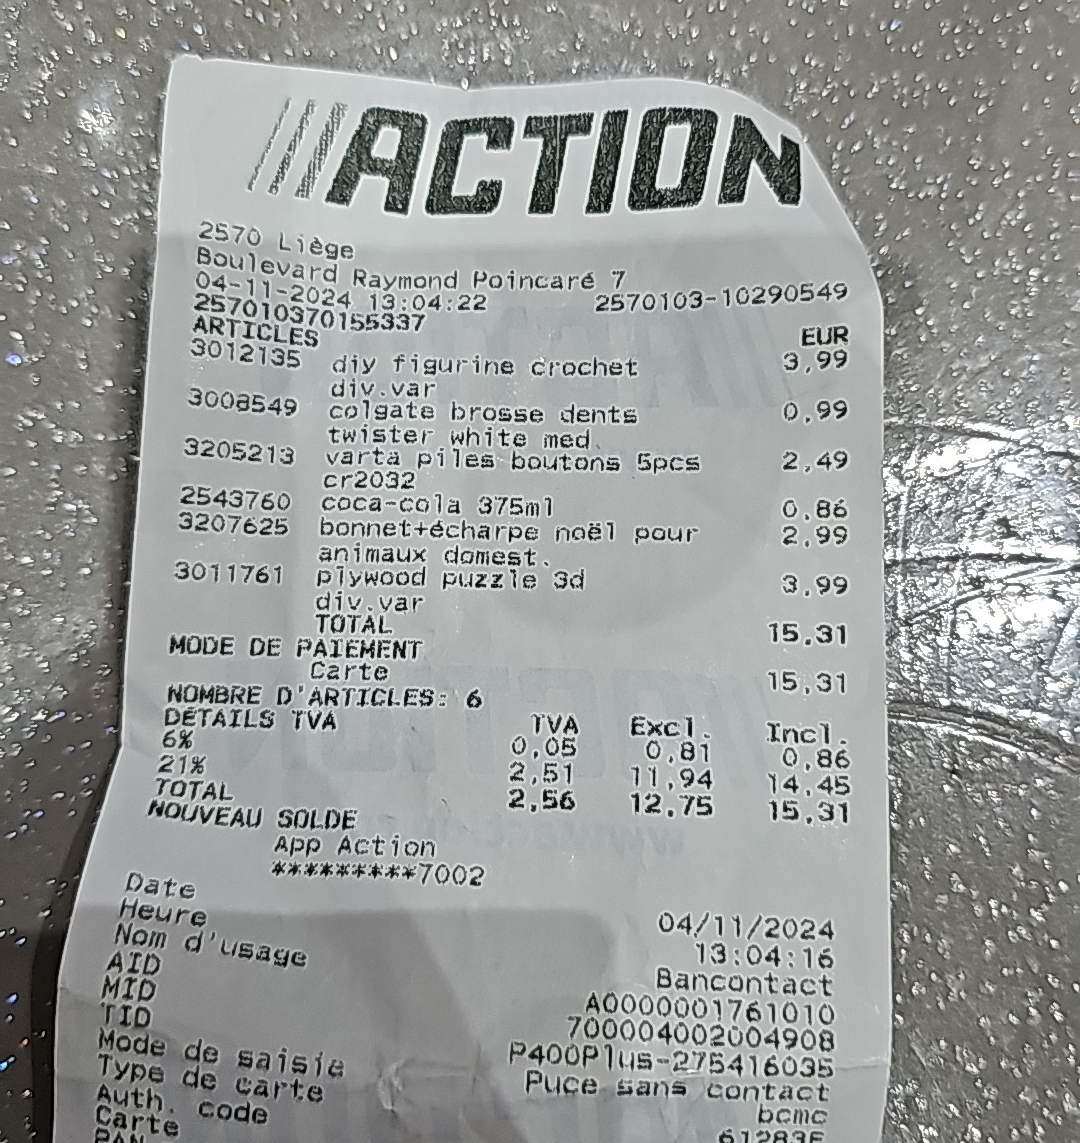 ///ACTION
2570 Liège
Boulevard Raymond Poincaré 7
04-11-2024 13:04:22 2570103-10290549
257010370155337
ARTICLES EUR
3012135 diy figurine crochet 3,99
div.var
3008549 colgate brosse dents 0,99
twister white med.
3205213 varta piles boutons 5pcs 2,49
cr2032
2543760 coca-cola 375ml 0,86
3207625 bonnet+écharpe noël pour 2,99
animaux domest.
3011761 plywood puzzle 3d 3,99
div.var
TOTAL 15,31
MODE DE PAIEMENT
Carte 15,31
NOMBRE D'ARTICLES: 6
DÉTAILS TVA TVA Excl. Incl.
6% 0,05 0,81 0,86
21% 2,51 11,94 14,45
TOTAL 2,56 12,75 15,31
NOUVEAU SOLDE
App Action
*********7002
Date 04/11/2024
Heure 13:04:16
Nom d'usage Bancontact
AID A0000001761010
MID 700004002004908
TID P400Plus-275416035
Mode de saisie Puce sans contact
Type de carte bcmc
Auth. code 61283F
Carte
PAN